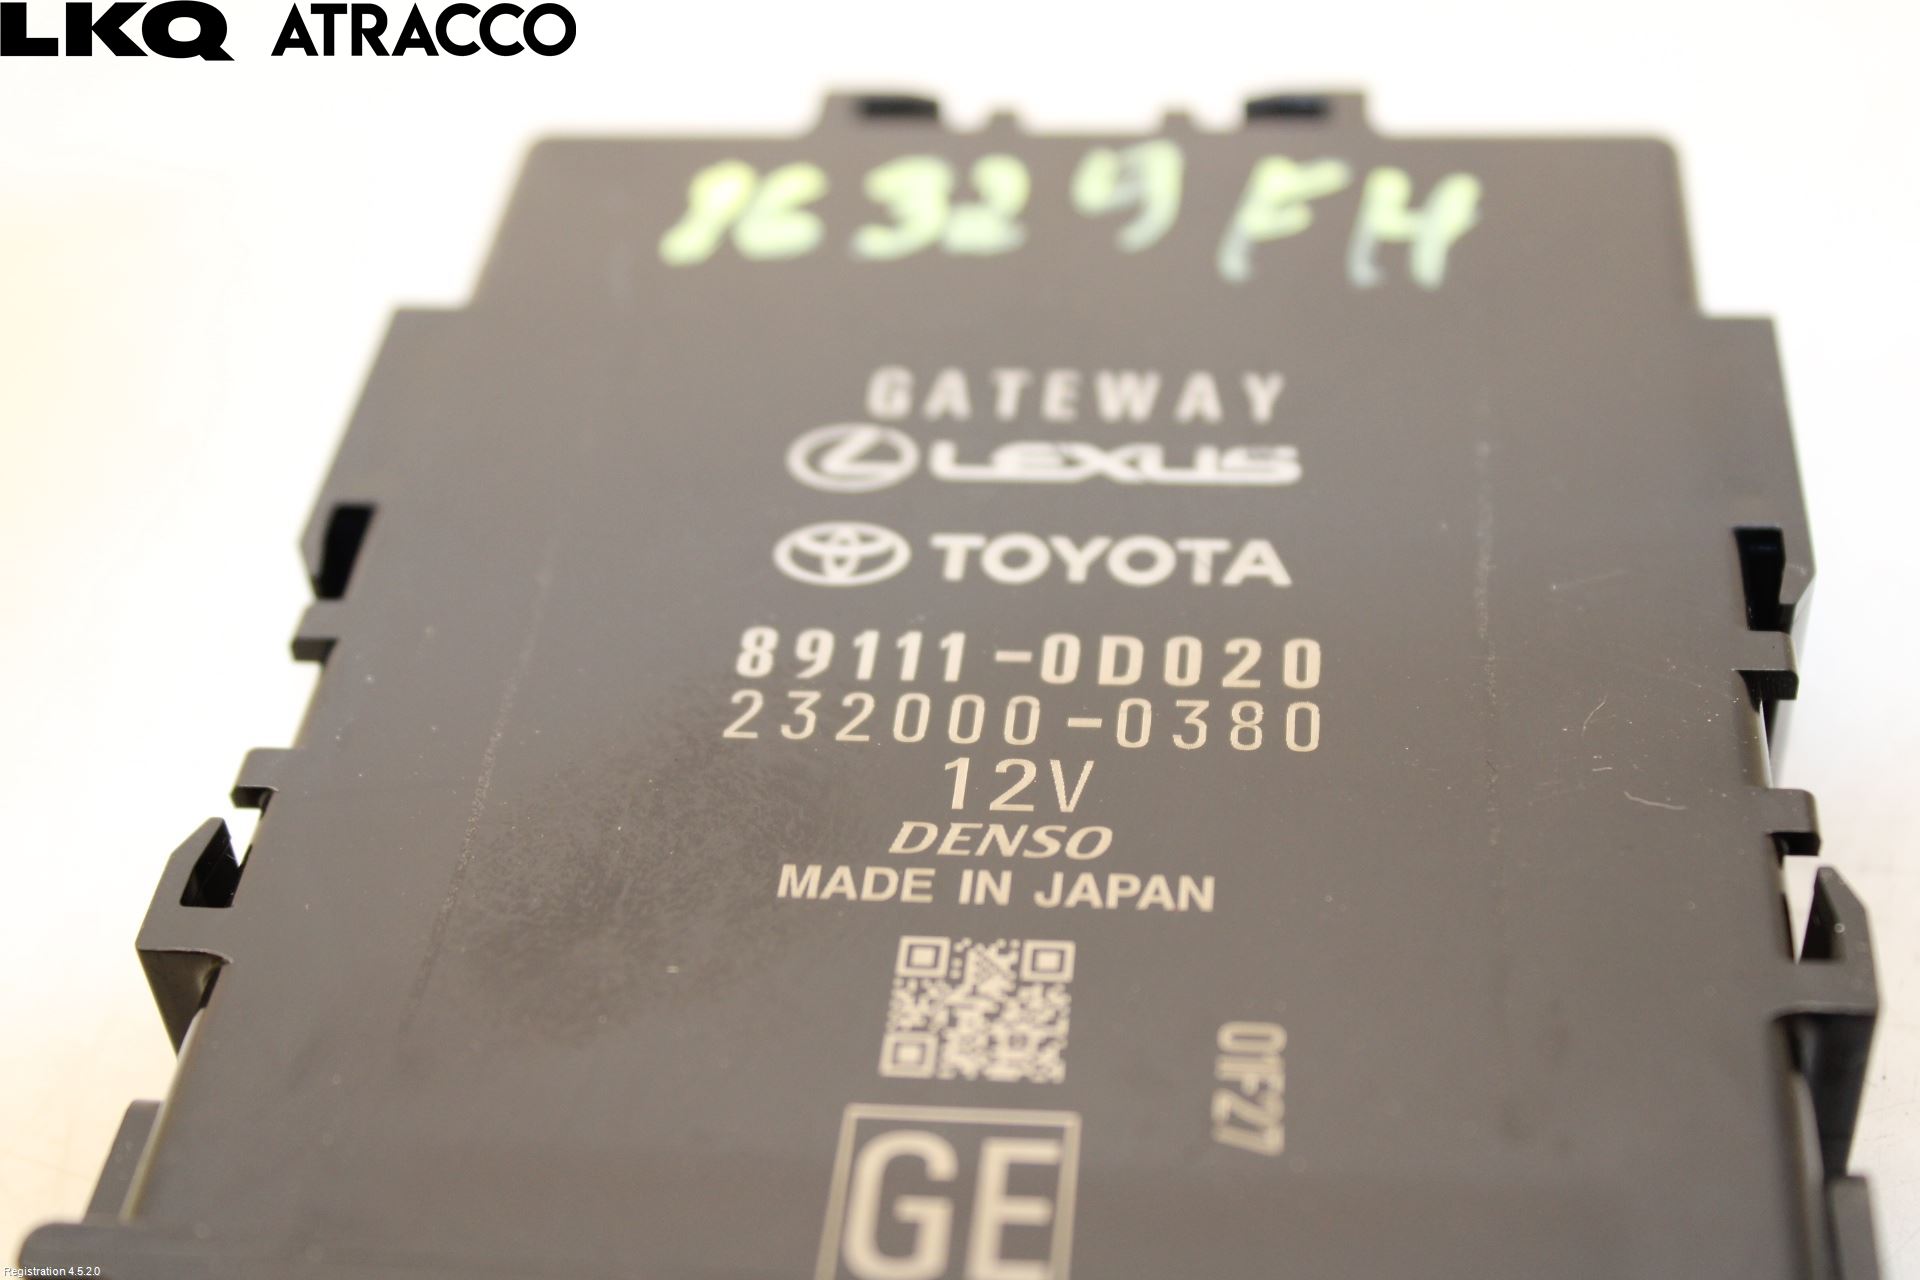 LKQ ATRACCO
96329FH
GATEWAY
LEXUS
TOYOTA
89111-0D020
232000-0380
12V
DENSO
MADE IN JAPAN
01F27
GE
Registration 4.5.2.0